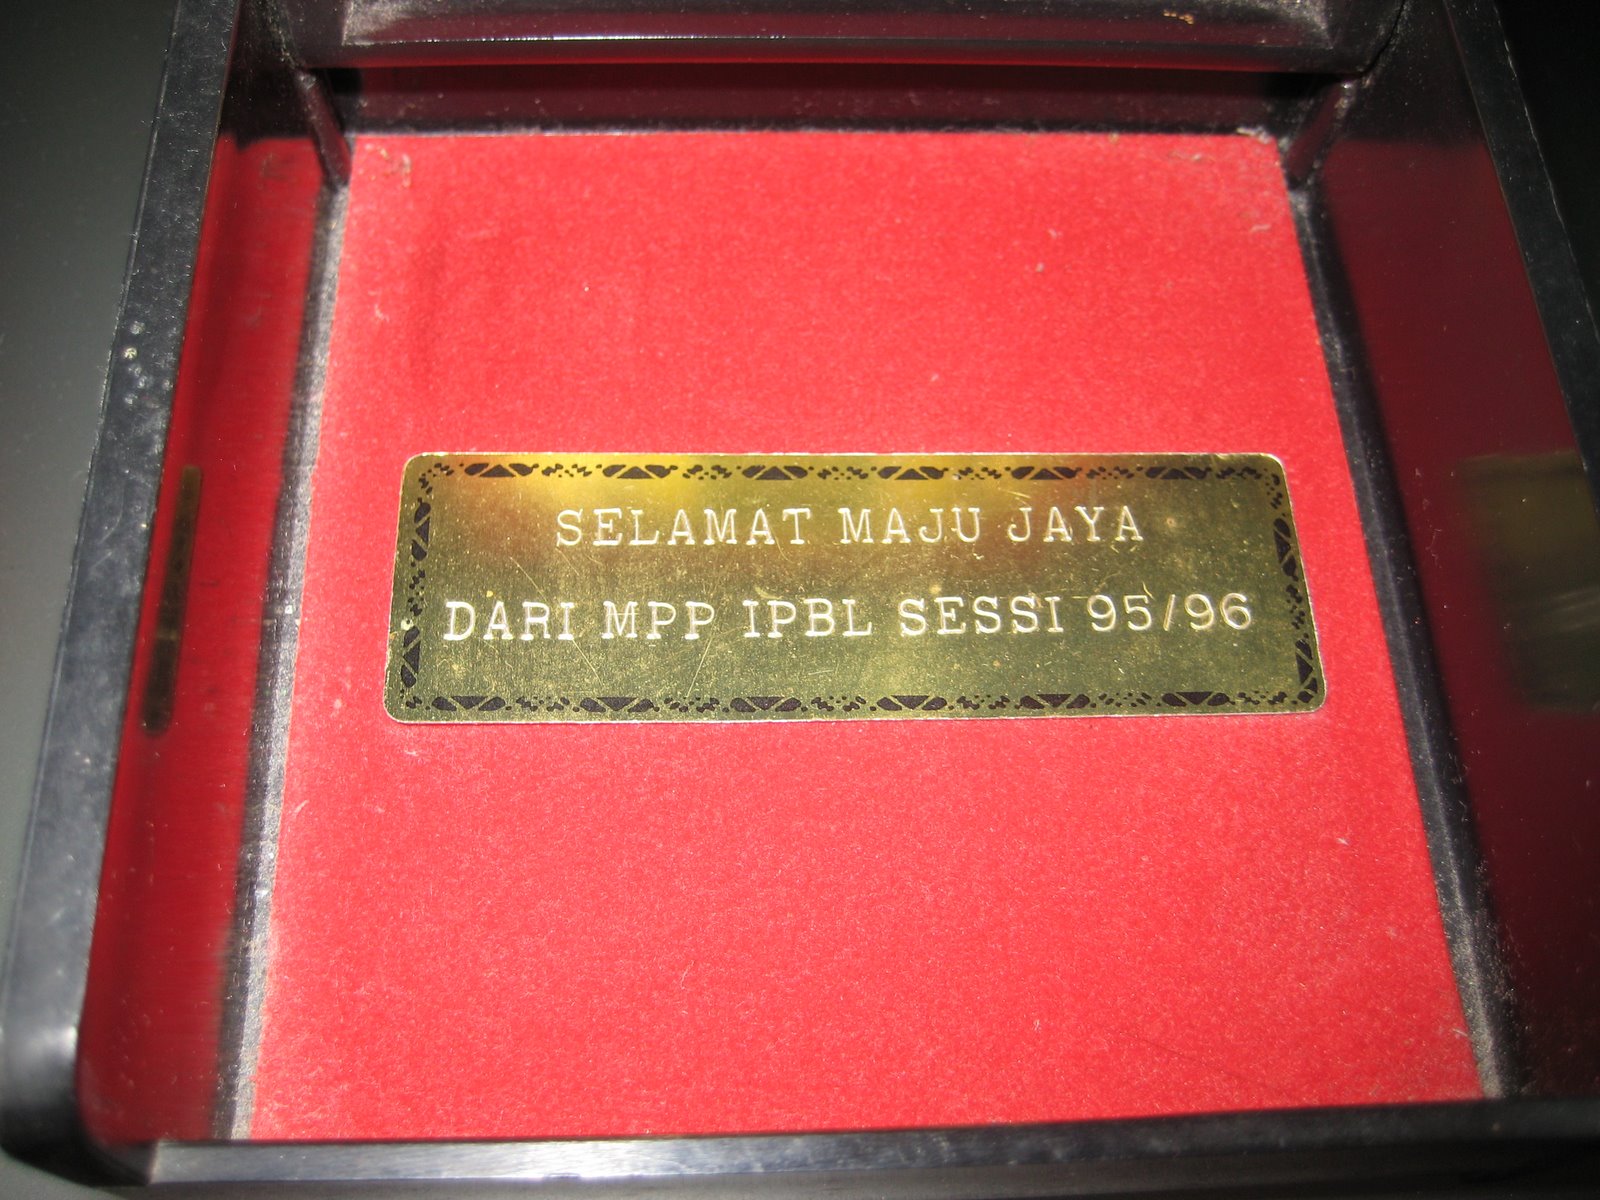 SELAMAT MAJU JAYA
DARI MPP IPBL SESSI 95/96